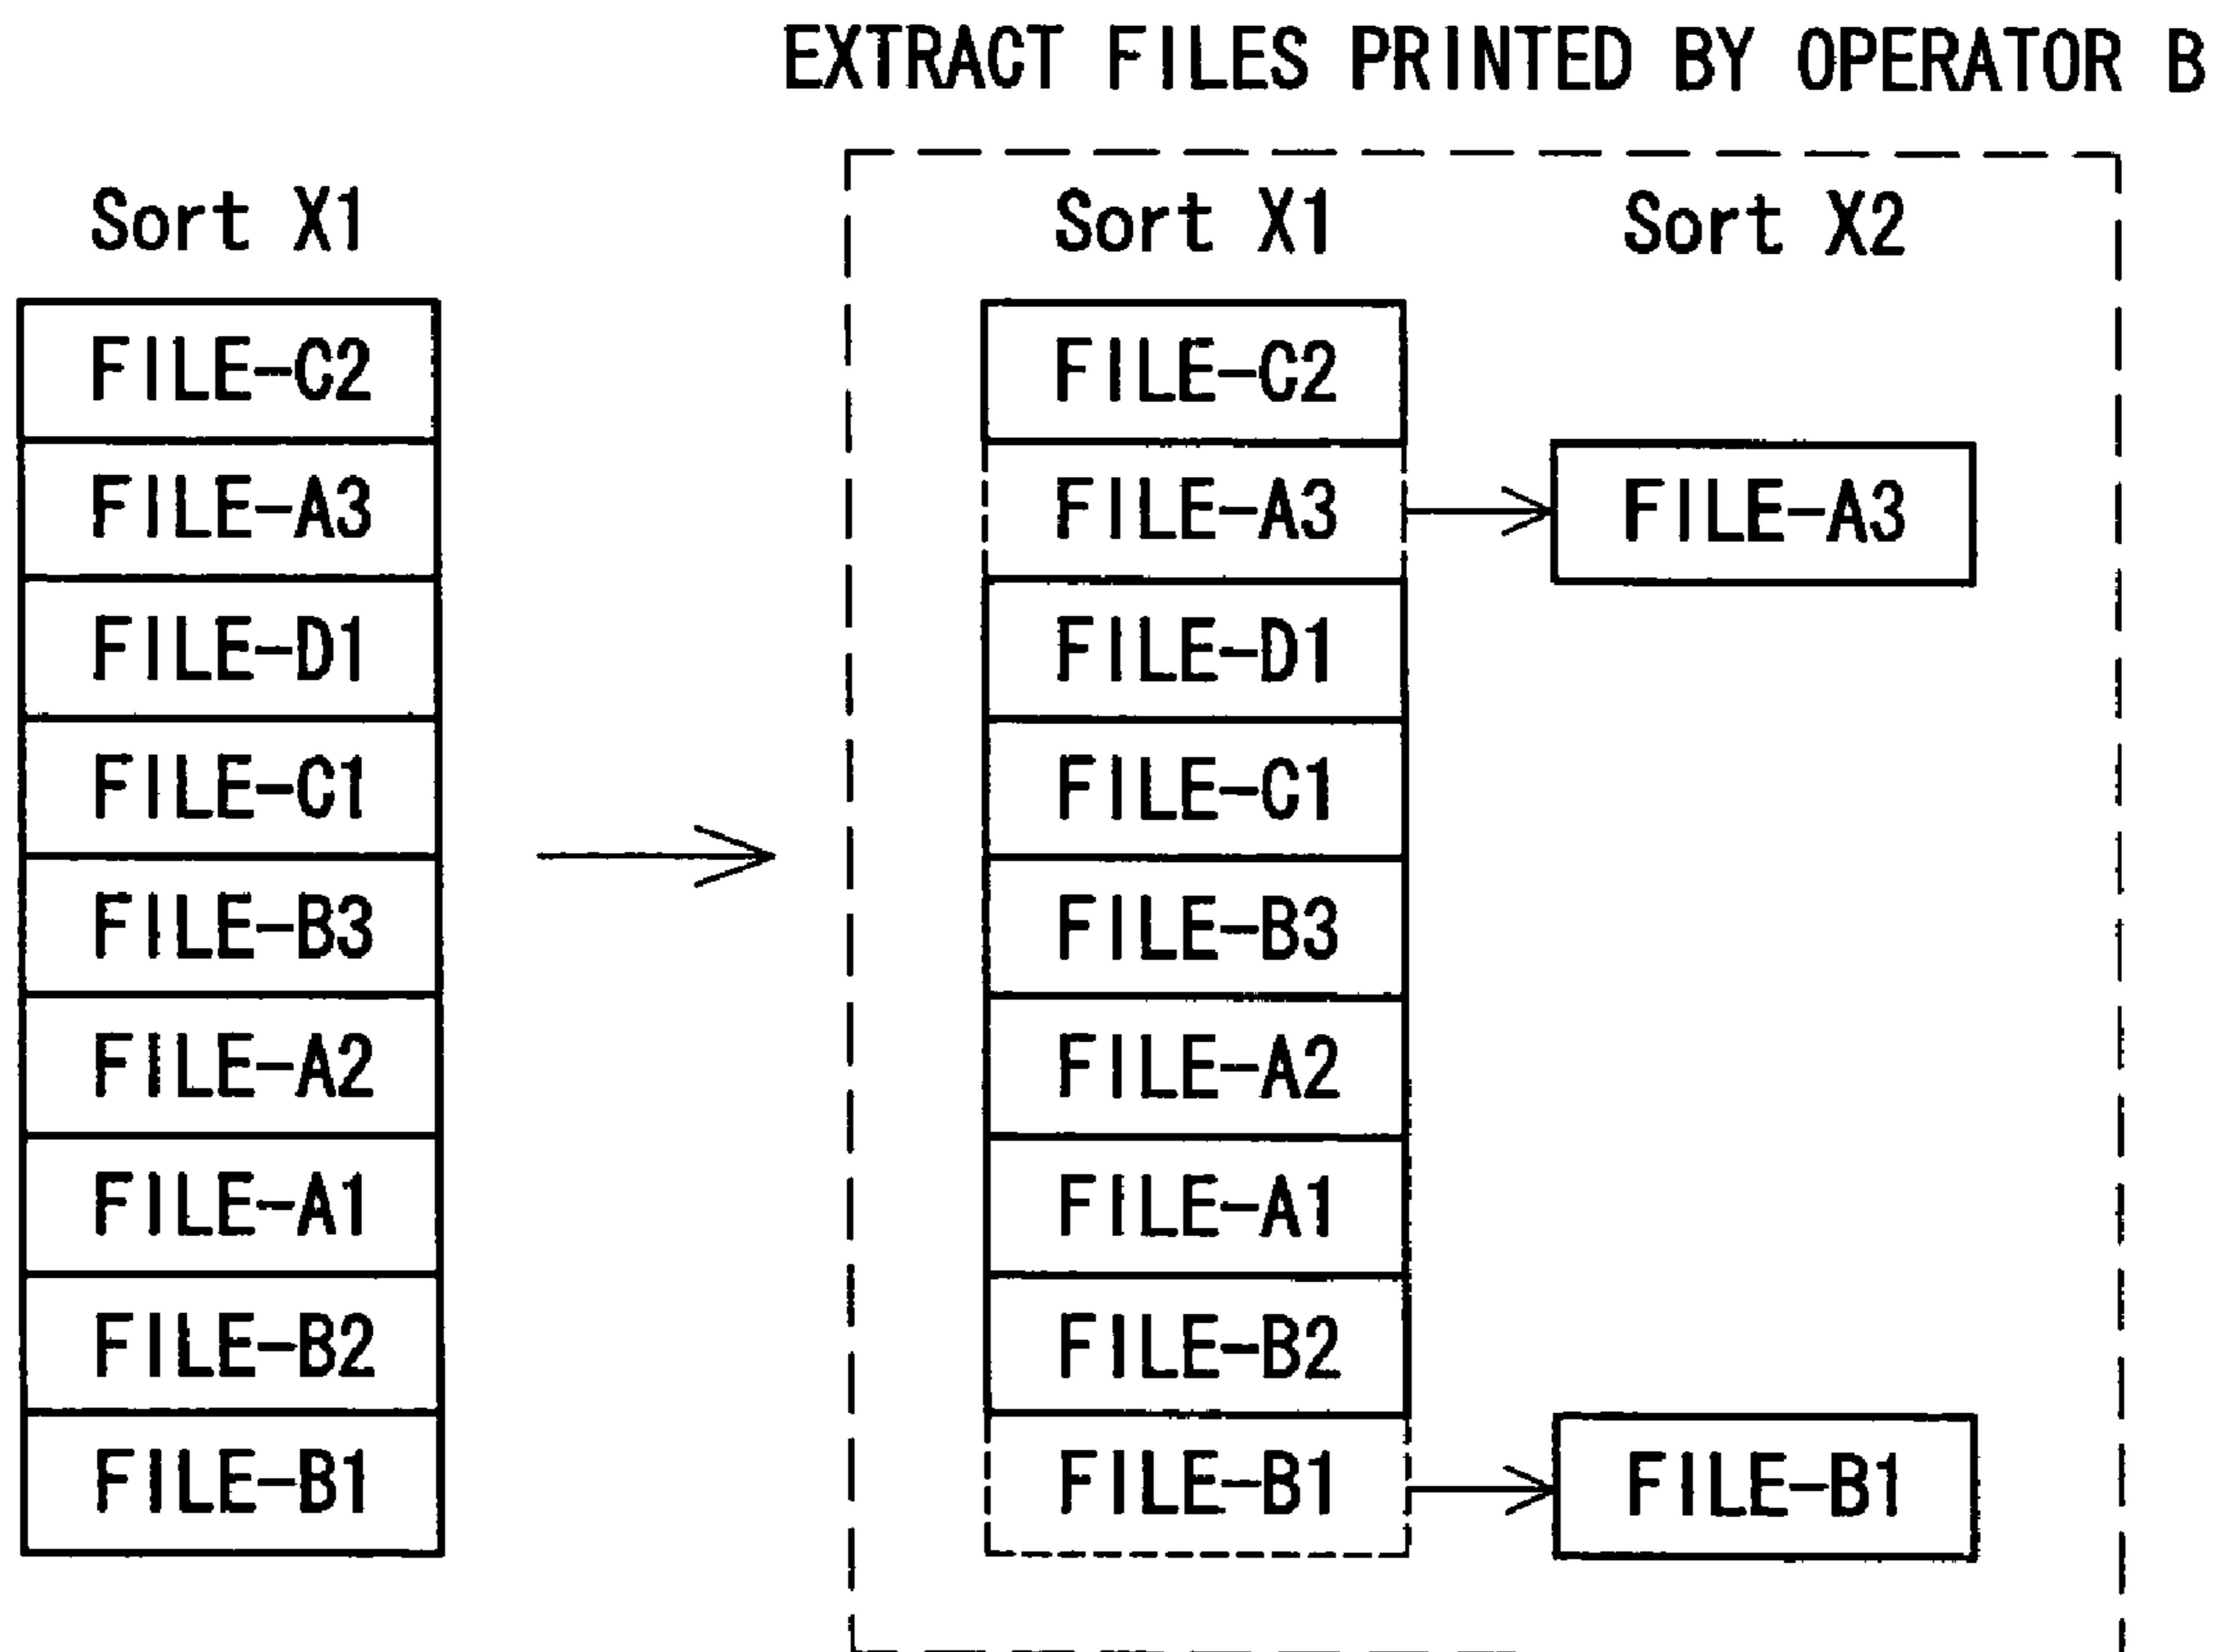 EXTRACT FILES PRINTED BY OPERATOR B
Sort X1
FILE-C2
FILE-A3
FILE-D1
FILE-C1
FILE-B3
FILE-A2
FILE-A1
FILE-B2
FILE-B1
Sort X1
FILE-C2
FILE-A3
FILE-D1
FILE-C1
FILE-B3
FILE-A2
FILE-A1
FILE-B2
FILE-B1
Sort X2
FILE-A3
FILE-B1